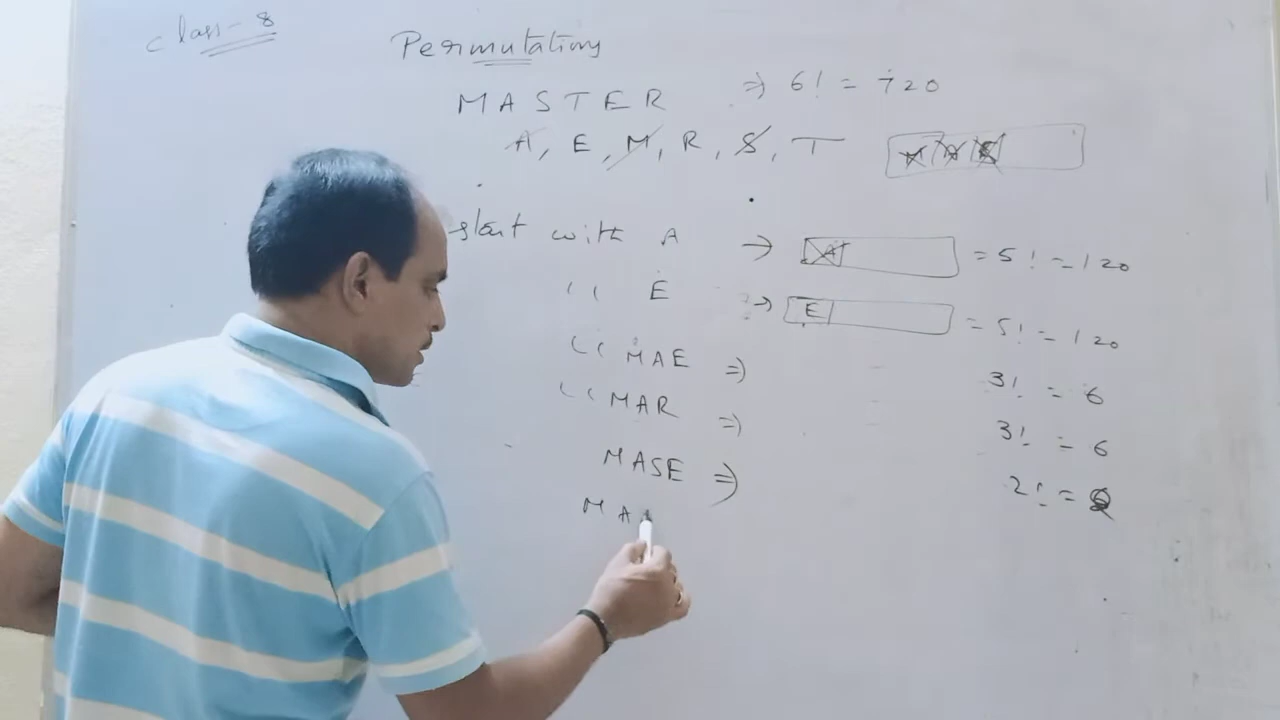 class - 8
Permutations
MASTER ⇒ 6! = 720
A, E, M, R, S, T M A S
start with A → A = 5! = 120
" E → E = 5! = 120
" MAE ⇒ 3! = 6
" MAR ⇒ 3! = 6
MASE ⇒ 2! = 2
MA